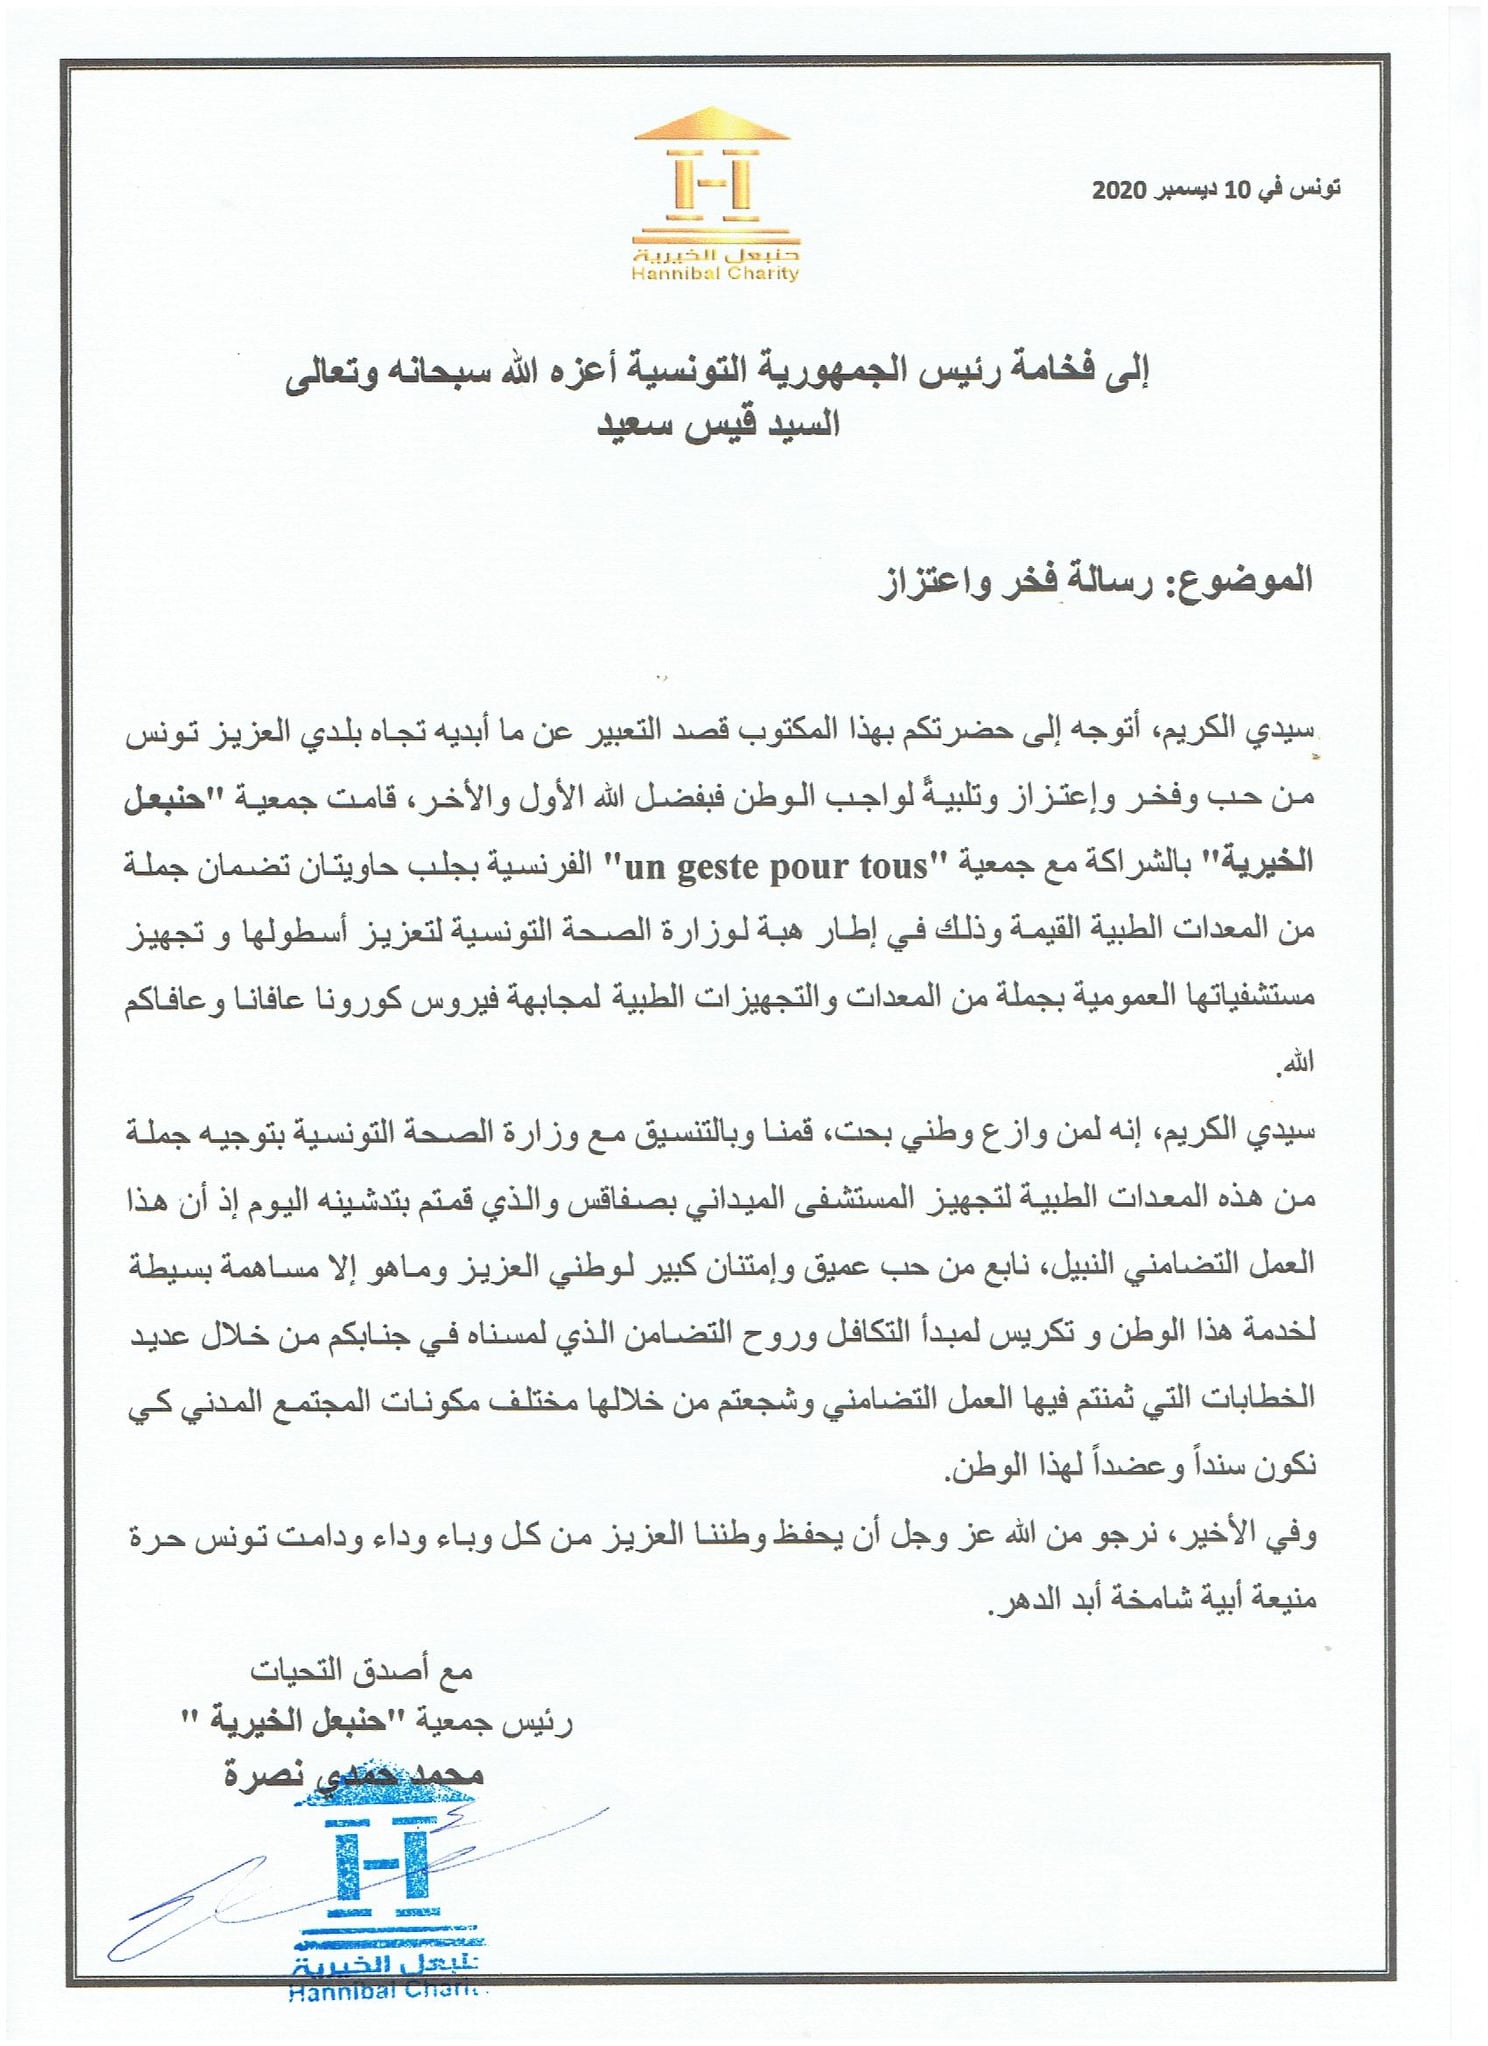 تونس في 10 ديسمبر 2020
حنبعل الخيرية
Hannibal Charity
إلى فخامة رئيس الجمهورية التونسية أعزه الله سبحانه وتعالى
السيد قيس سعيد
الموضوع: رسالة فخر واعتزاز
سيدي الكريم، أتوجه إلى حضرتكم بهذا المكتوب قصد التعبير عن ما أبديه تجاه بلدي العزيز تونس
من حب وفخر وإعتزاز وتلبيةً لواجب الوطن فبفضل الله الأول والأخر، قامت جمعية "حنبعل
الخيرية" بالشراكة مع جمعية "un geste pour tous" الفرنسية بجلب حاويتان تضمان جملة
من المعدات الطبية القيمة وذلك في إطار هبة لوزارة الصحة التونسية لتعزيز أسطولها و تجهيز
مستشفياتها العمومية بجملة من المعدات والتجهيزات الطبية لمجابهة فيروس كورونا عافانا وعافاكم
الله.
سيدي الكريم، إنه لمن وازع وطني بحت، قمنا وبالتنسيق مع وزارة الصحة التونسية بتوجيه جملة
من هذه المعدات الطبية لتجهيز المستشفى الميداني بصفاقس والذي قمتم بتدشينه اليوم إذ أن هذا
العمل التضامني النبيل، نابع من حب عميق وإمتنان كبير لوطني العزيز وماهو إلا مساهمة بسيطة
لخدمة هذا الوطن و تكريس لمبدأ التكافل وروح التضامن الذي لمسناه في جنابكم من خلال عديد
الخطابات التي ثمنتم فيها العمل التضامني وشجعتم من خلالها مختلف مكونات المجتمع المدني كي
نكون سنداً وعضداً لهذا الوطن.
وفي الأخير، نرجو من الله عز وجل أن يحفظ وطننا العزيز من كل وباء وداء ودامت تونس حرة
منيعة أبية شامخة أبد الدهر.
مع أصدق التحيات
رئيس جمعية "حنبعل الخيرية "
محمد حمدي نصرة
حنبعل الخيرية
Hannibal Charity